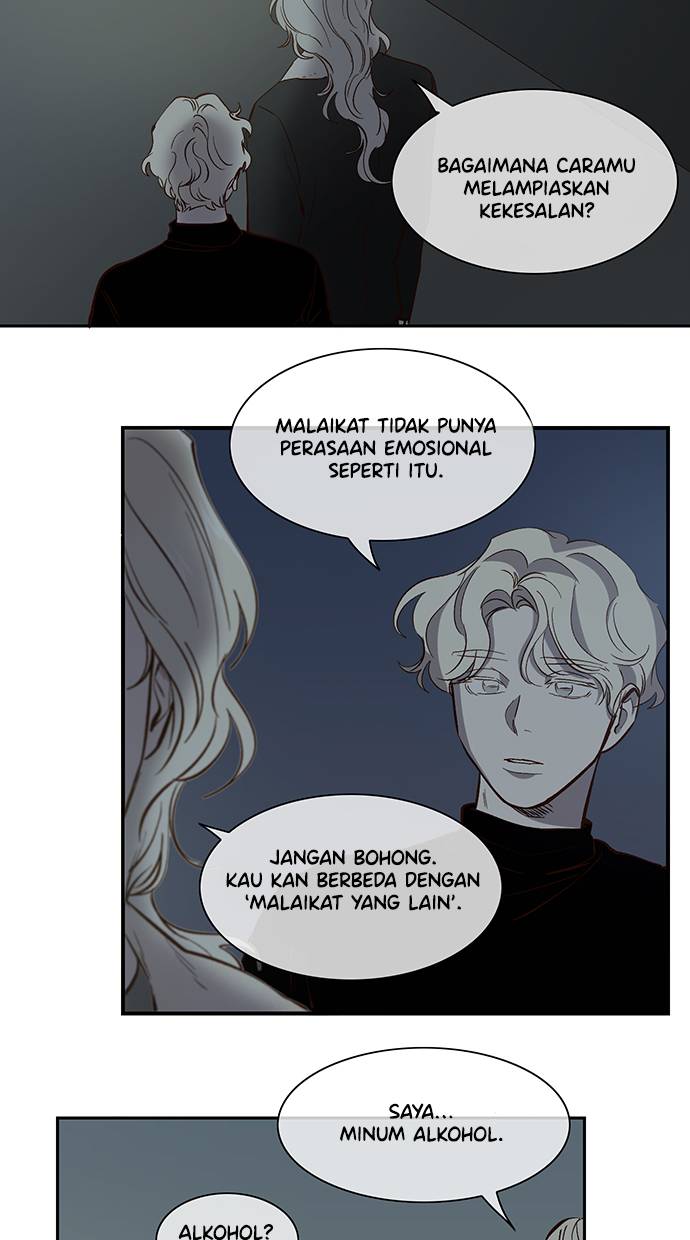 BAGAIMANA CARAMU
MELAMPIASKAN
KEKESALAN?
MALAIKAT TIDAK PUNYA
PERASAAN EMOSIONAL
SEPERTI ITU.
JANGAN BOHONG.
KAU KAN BERBEDA DENGAN
‘MALAIKAT YANG LAIN’.
SAYA...
MINUM ALKOHOL.
ALKOHOL?